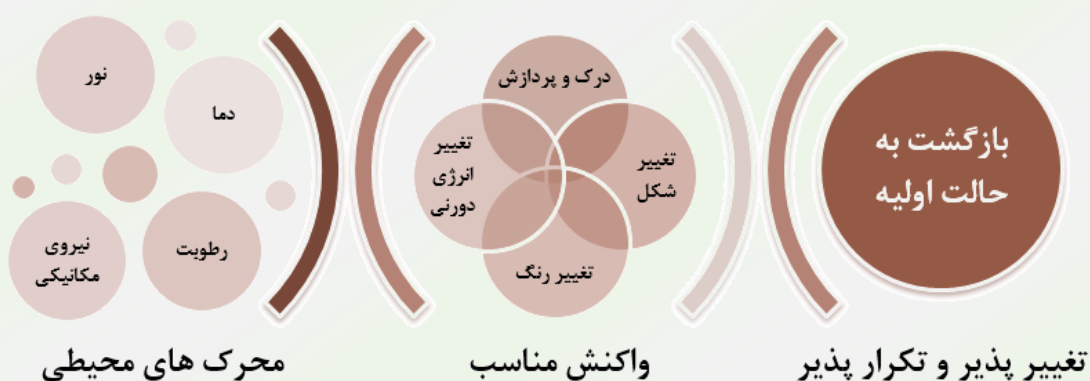 نور
دما
نیروی
مکانیکی
رطوبت
محرک های محیطی
درک و پردازش
تغییر
انرژی
دورنی
تغییر
شکل
تغییر رنگ
واکنش مناسب
بازگشت به
حالت اولیه
تغییر پذیر و تکرار پذیر